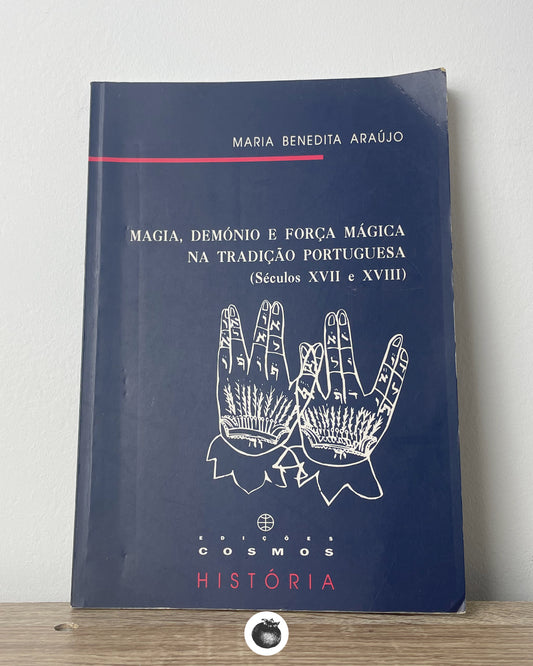 MARIA BENEDITA ARAÚJO
MAGIA, DEMÓNIO E FORÇA MÁGICA
NA TRADIÇÃO PORTUGUESA
(Séculos XVII e XVIII)
EDIÇÕES
COSMOS
HISTÓRIA